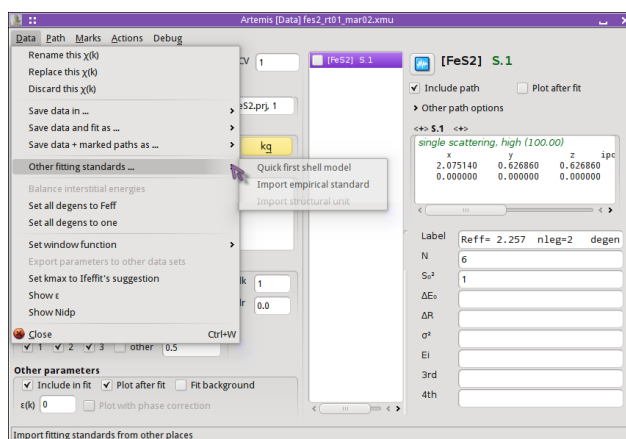 Artemis [Data] fes2_rt01_mar02.xmu
Data Path Marks Actions Debug
Rename this χ(k)
Replace this χ(k)
Discard this χ(k)
Save data in ...
Save data and fit as ...
Save data + marked paths as ...
Other fitting standards ...
Balance interstitial energies
Set all degens to Feff
Set all degens to one
Set window function
Export parameters to other data sets
Set kmax to Ifeffit's suggestion
Show ε
Show Nidp
Close Ctrl+W
Quick first shell model
Import empirical standard
Import structural unit
CV 1
eS2.prj, 1
kg
lk 1
lr 0.0
1 2 3 other 0.5
Other parameters
Include in fit Plot after fit Fit background
ε(k) 0 Plot with phase correction
[FeS2] S.1
[FeS2] S.1
Include path Plot after fit
Other path options
<+> S.1 <+>
single scattering, high (100.00)
x y z ipo
2.075140 0.626860 0.626860
0.000000 0.000000 0.000000
Label Reff= 2.257 nleg=2 degen
N 6
S₀² 1
ΔE₀
ΔR
σ²
Ei
3rd
4th
Import fitting standards from other places